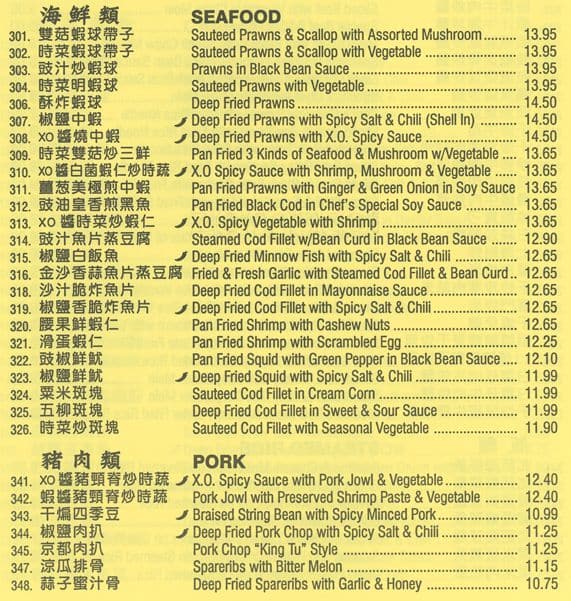 海鮮類 SEAFOOD
301. 雙菇蝦球帶子 Sauteed Prawns & Scallop with Assorted Mushroom ........ 13.95
302. 時菜蝦球帶子 Sauteed Prawns & Scallop with Vegetable .................... 13.95
303. 豉汁炒蝦球 Prawns in Black Bean Sauce .................... 13.95
304. 時菜明蝦球 Sauteed Prawns with Vegetable .................... 13.95
306. 酥炸蝦球 Deep Fried Prawns .................... 14.50
307. 椒鹽中蝦 Deep Fried Prawns with Spicy Salt & Chili (Shell In) ........ 14.50
308. XO醬燒中蝦 Deep Fried Prawns with X.O. Spicy Sauce .................... 14.50
309. 時菜雙菇炒三鮮 Pan Fried 3 Kinds of Seafood & Mushroom w/Vegetable .... 13.65
310. XO醬白菌蝦仁炒時蔬 X.O Spicy Sauce with Shrimp, Mushroom & Vegetable ...... 13.65
311. 薑葱美極煎中蝦 Pan Fried Prawns with Ginger & Green Onion in Soy Sauce 13.65
312. 豉油皇香煎黑魚 Pan Fried Black Cod in Chef's Special Soy Sauce ........ 13.65
313. XO醬時菜炒蝦仁 X.O. Spicy Vegetable with Shrimp .................... 13.65
314. 豉汁魚片蒸豆腐 Steamed Cod Fillet w/Bean Curd in Black Bean Sauce ....... 12.90
315. 椒鹽白飯魚 Deep Fried Minnow Fish with Spicy Salt & Chili ............ 12.65
316. 金沙香蒜魚片蒸豆腐 Fried & Fresh Garlic with Steamed Cod Fillet & Bean Curd .. 12.65
318. 沙汁脆炸魚片 Deep Fried Cod Fillet in Mayonnaise Sauce .................... 12.65
319. 椒鹽香脆炸魚片 Deep Fried Cod Fillet with Spicy Salt & Chili .................... 12.65
320. 腰果鮮蝦仁 Pan Fried Shrimp with Cashew Nuts .................... 12.65
321. 滑蛋蝦仁 Pan Fried Shrimp with Scrambled Egg .................... 12.25
322. 豉椒鮮魷 Pan Fried Squid with Green Pepper in Black Bean Sauce .... 12.10
323. 椒鹽鮮魷 Deep Fried Squid with Spicy Salt & Chili .................... 11.99
324. 粟米斑塊 Sauteed Cod Fillet in Cream Corn .................... 11.99
325. 五柳斑塊 Deep Fried Cod Fillet in Sweet & Sour Sauce .................... 11.99
326. 時菜炒斑塊 Sauteed Cod Fillet with Seasonal Vegetable .................... 11.90
豬肉類 PORK
341. XO醬豬頸脊炒時蔬 X.O. Spicy Sauce with Pork Jowl & Vegetable ............ 12.40
342. 蝦醬豬頸脊炒時蔬 Pork Jowl with Preserved Shrimp Paste & Vegetable ........ 12.40
343. 干煸四季豆 Braised String Bean with Spicy Minced Pork .................... 10.99
344. 椒鹽肉扒 Deep Fried Pork Chop with Spicy Salt & Chili .................... 11.25
345. 京都肉扒 Pork Chop "King Tu" Style .................... 11.25
347. 涼瓜排骨 Spareribs with Bitter Melon .................... 11.15
348. 蒜子蜜汁骨 Deep Fried Spareribs with Garlic & Honey .................... 10.75